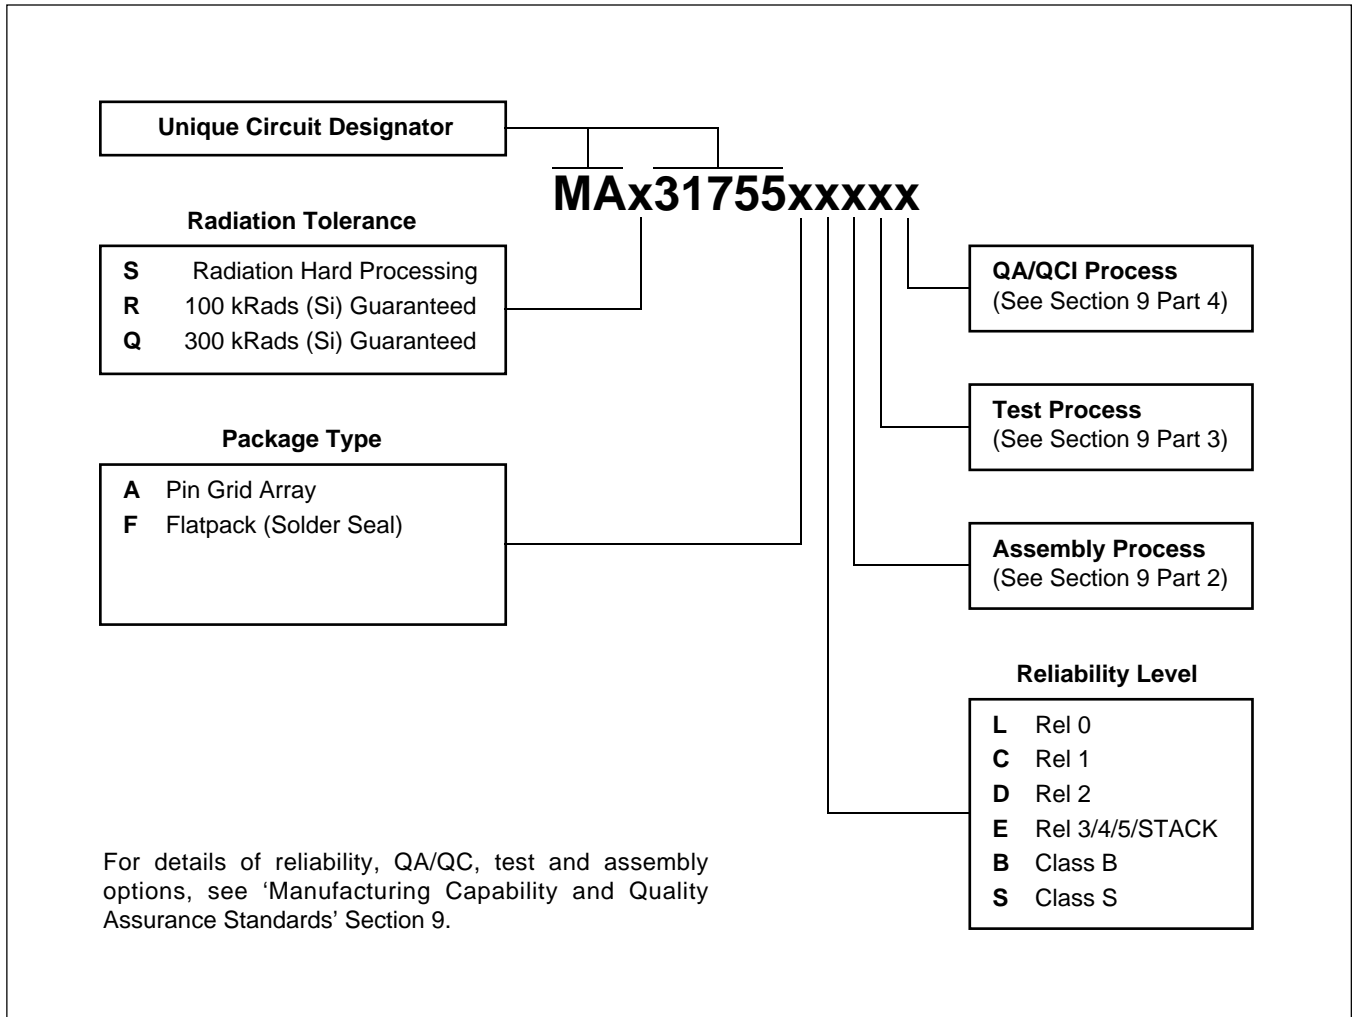 Unique Circuit Designator
MAx31755xxxxx
Radiation Tolerance
S Radiation Hard Processing
R 100 kRads (Si) Guaranteed
Q 300 kRads (Si) Guaranteed
Package Type
A Pin Grid Array
F Flatpack (Solder Seal)
QA/QCI Process
(See Section 9 Part 4)
Test Process
(See Section 9 Part 3)
Assembly Process
(See Section 9 Part 2)
Reliability Level
L Rel 0
C Rel 1
D Rel 2
E Rel 3/4/5/STACK
B Class B
S Class S
For details of reliability, QA/QC, test and assembly
options, see ‘Manufacturing Capability and Quality
Assurance Standards’ Section 9.